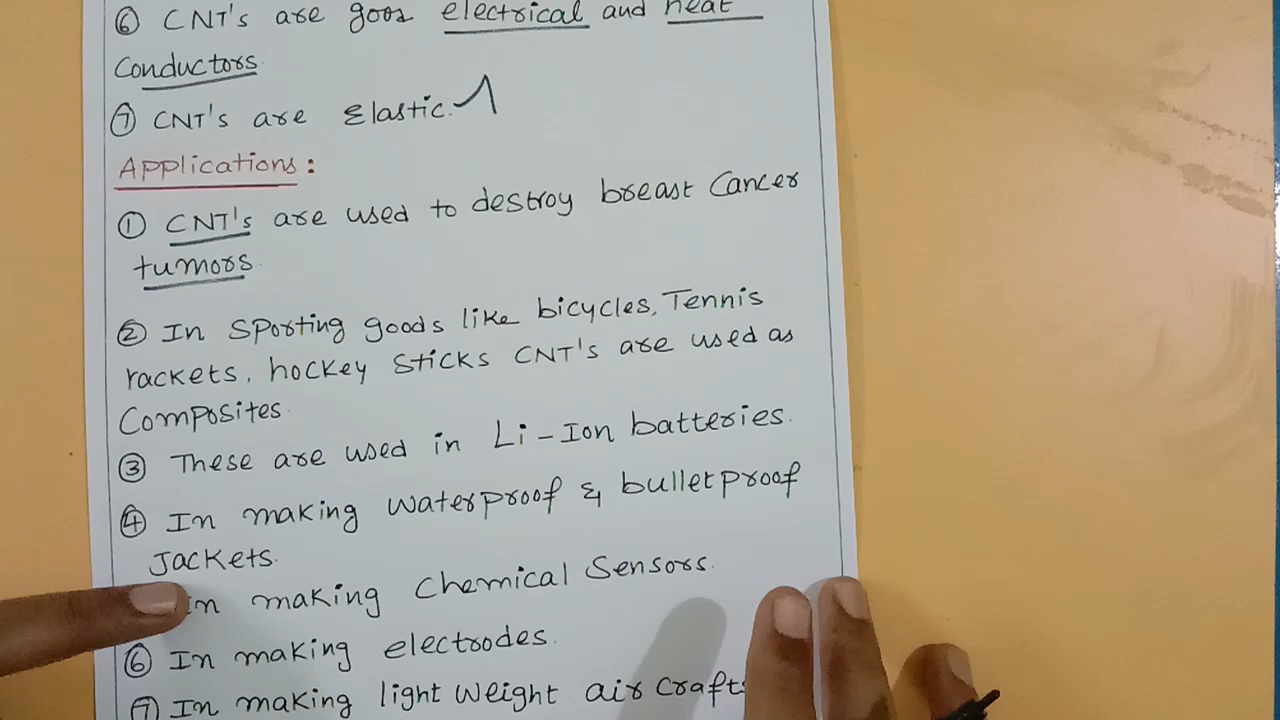 ⑥ CNT's are good electrical and heat
Conductors.
⑦ CNT's are Elastic.
Applications:
① CNT's are used to destroy breast Cancer
tumors.
② In Sporting goods like bicycles, Tennis
rackets, hockey Sticks CNT's are used as
Composites.
③ These are used in Li-Ion batteries.
④ In making waterproof & bulletproof
Jackets.
In making Chemical Sensors.
⑥ In making electrodes.
⑦ In making light weight air crafts